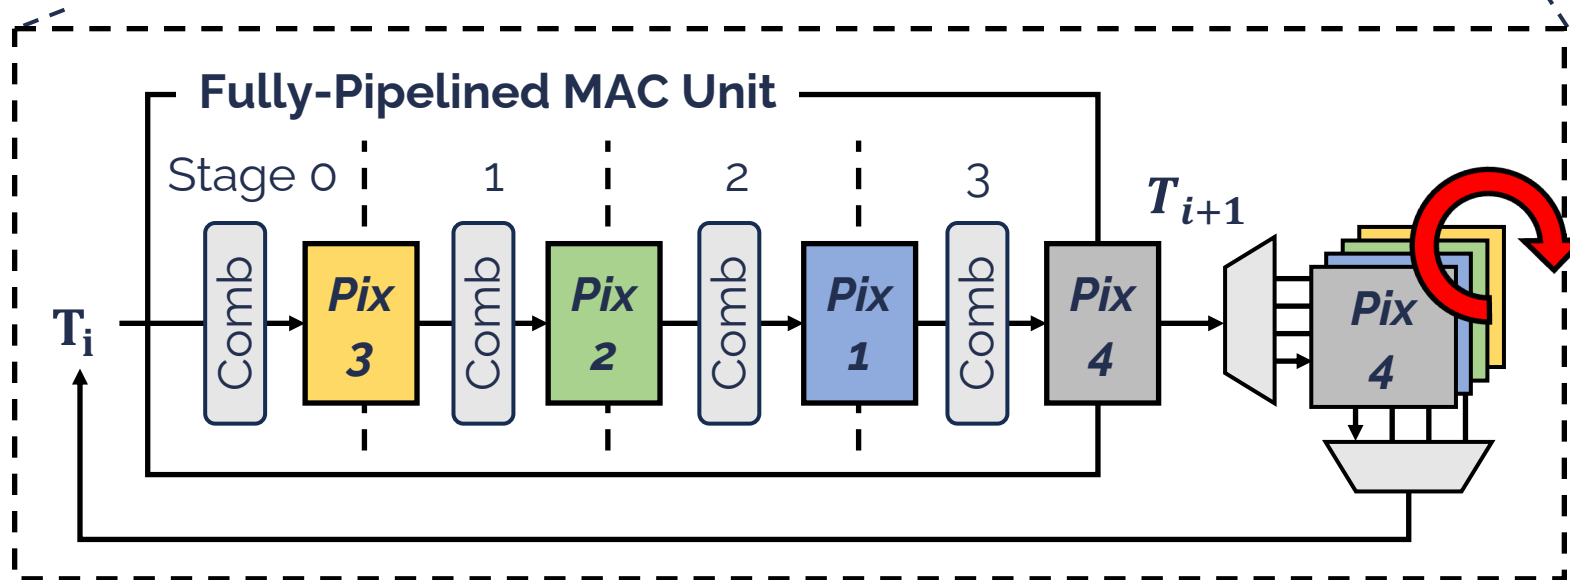 Fully-Pipelined MAC Unit
Stage 0
1
2
3
T_i
Comb
Pix
3
Comb
Pix
2
Comb
Pix
1
Comb
Pix
4
T_{i+1}
Pix
4